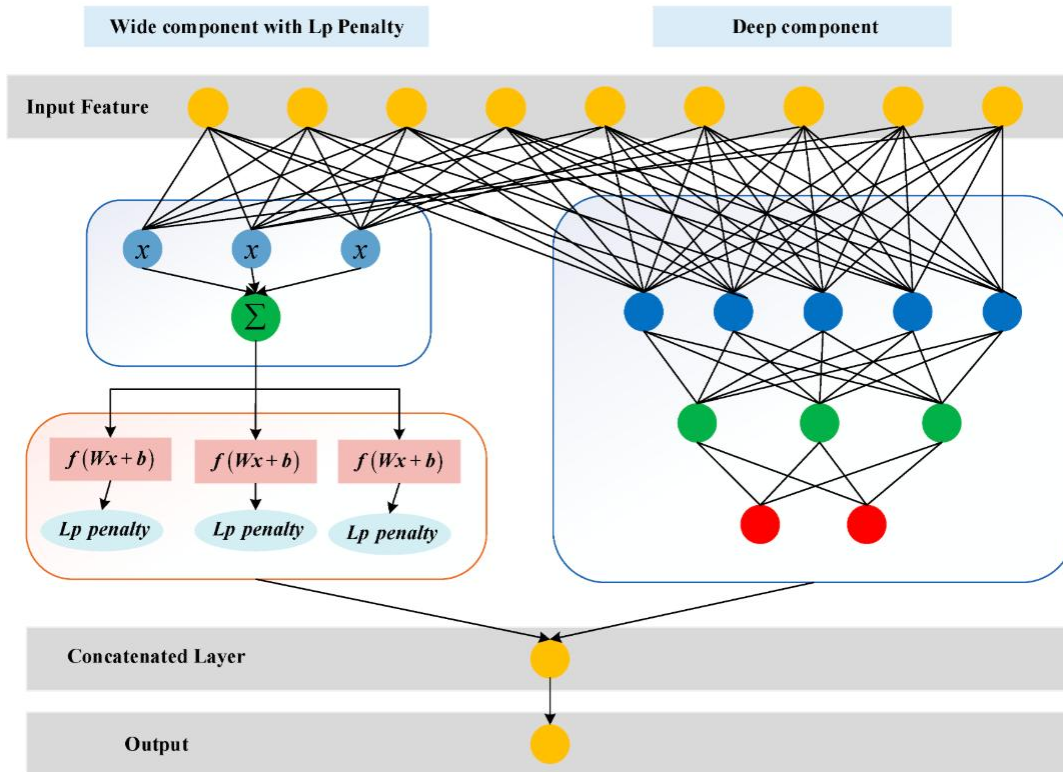 Wide component with Lp Penalty
Deep component
Input Feature
x x x
Σ
f(Wx+b) f(Wx+b) f(Wx+b)
Lp penalty Lp penalty Lp penalty
Concatenated Layer
Output